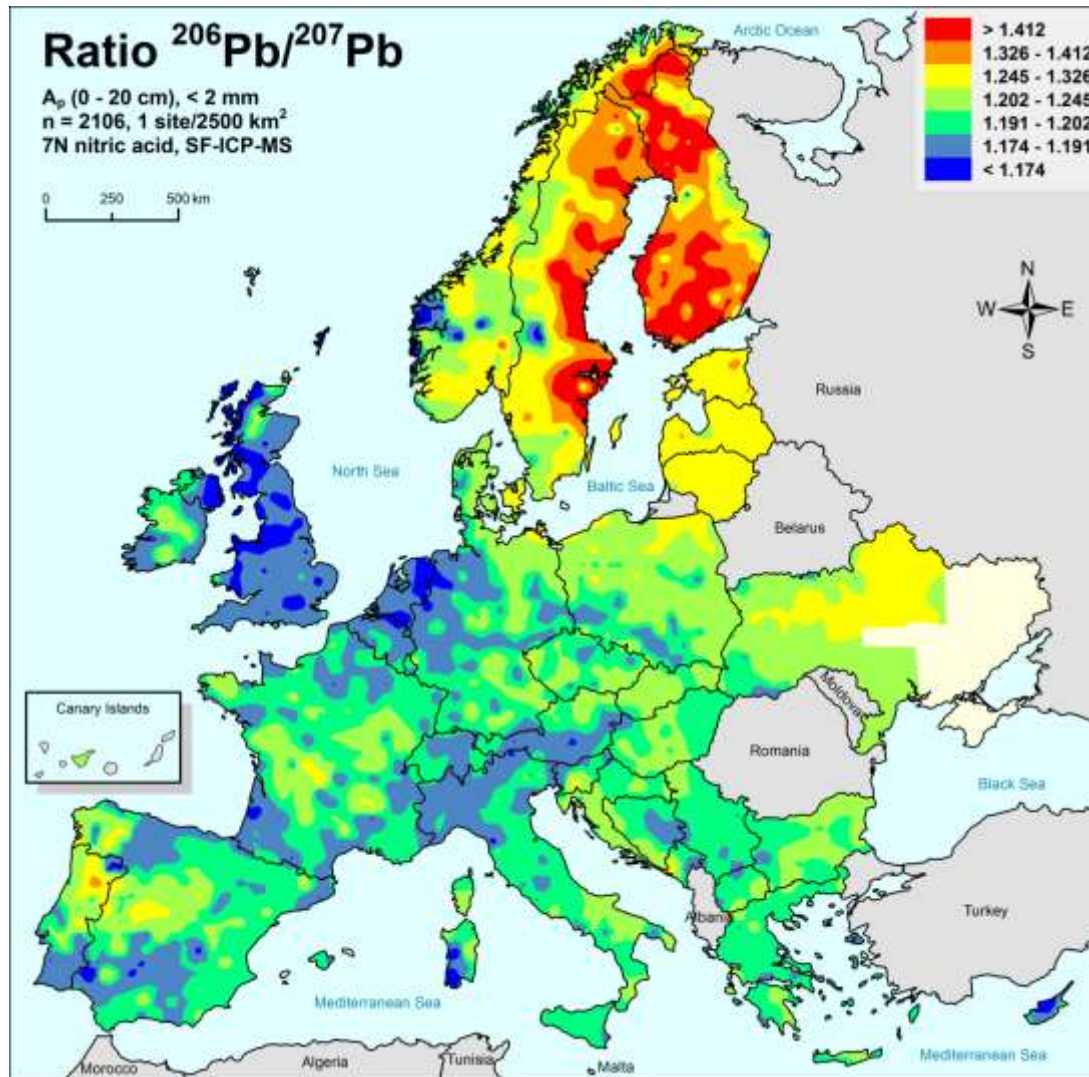 Ratio ²⁰⁶Pb/²⁰⁷Pb
Aₚ (0 - 20 cm), < 2 mm
n = 2106, 1 site/2500 km²
7N nitric acid, SF-ICP-MS
0 250 500 km
> 1.412
1.326 - 1.412
1.245 - 1.326
1.202 - 1.245
1.191 - 1.202
1.174 - 1.191
< 1.174
Arctic Ocean
N
W E
S
Russia
North Sea
Baltic Sea
Belarus
Canary Islands
Moldova
Romania
Black Sea
Albania
Turkey
Mediterranean Sea
Mediterranean Sea
Morocco
Algeria
Tunisia
Malta